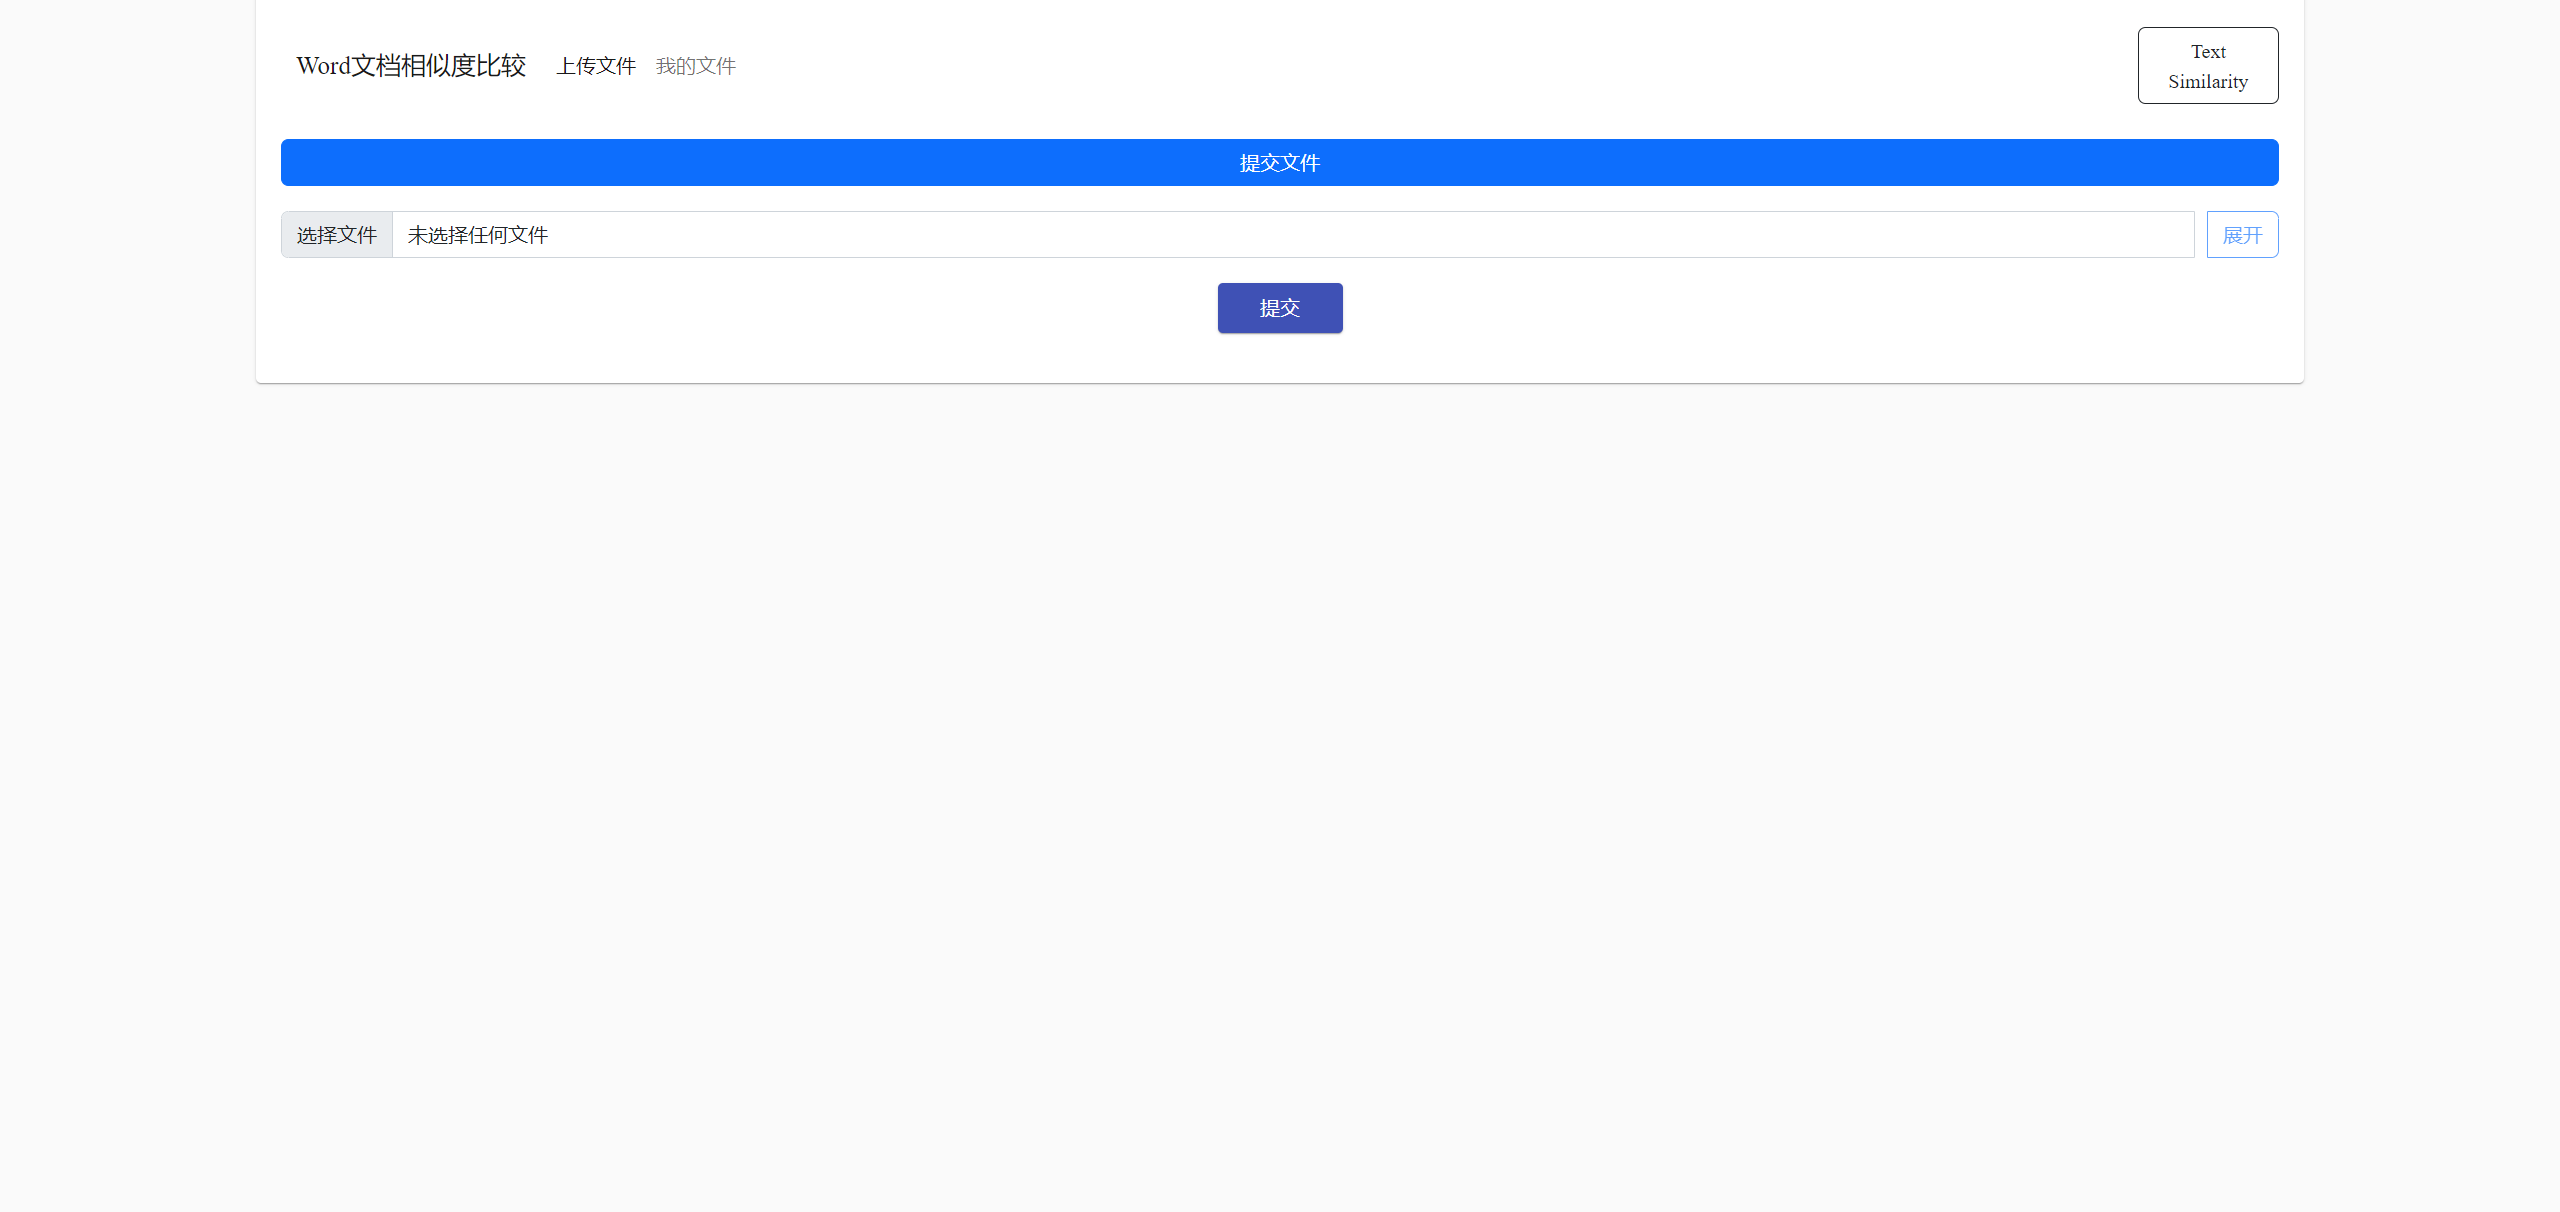 Word文档相似度比较 上传文件 我的文件
Text
Similarity
提交文件
选择文件 未选择任何文件 展开
提交